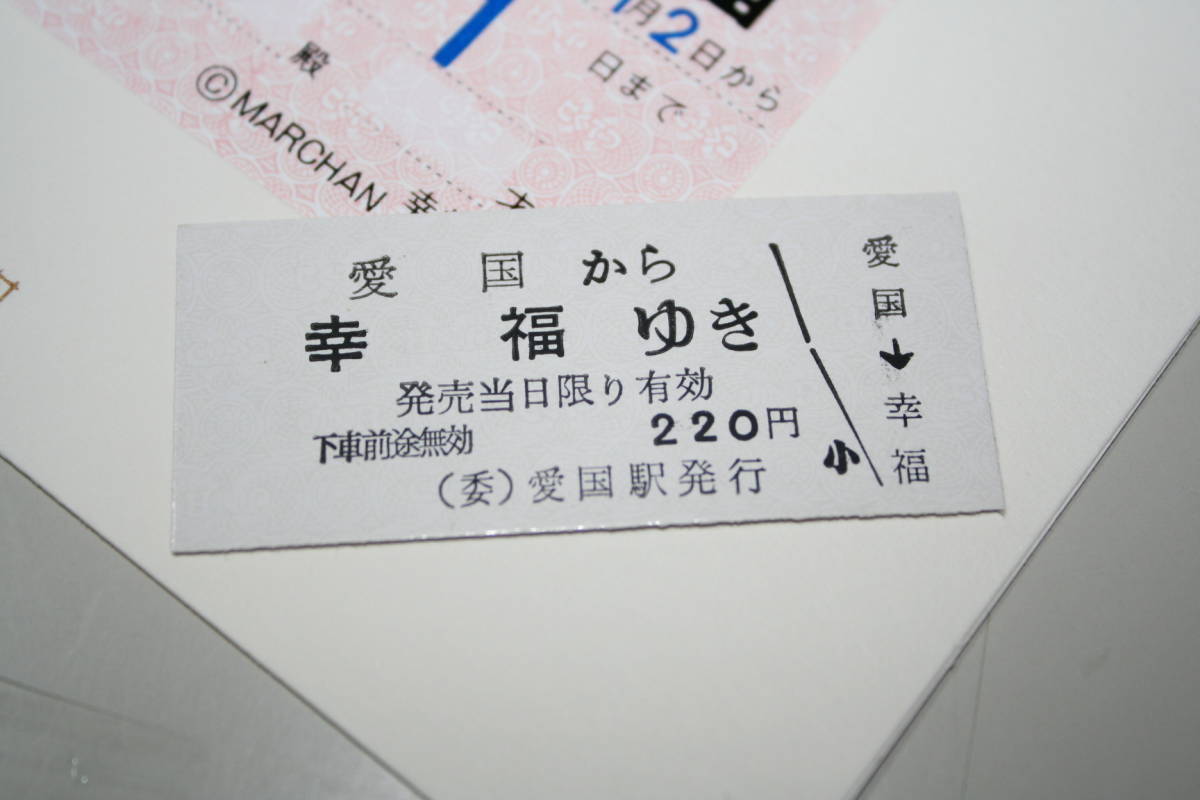 月2日から
日まで
殿
©MARCHAN 幸
愛国から
幸福ゆき
発売当日限り有効
下車前途無効 220円
(委)愛国駅発行
小
愛国→幸福